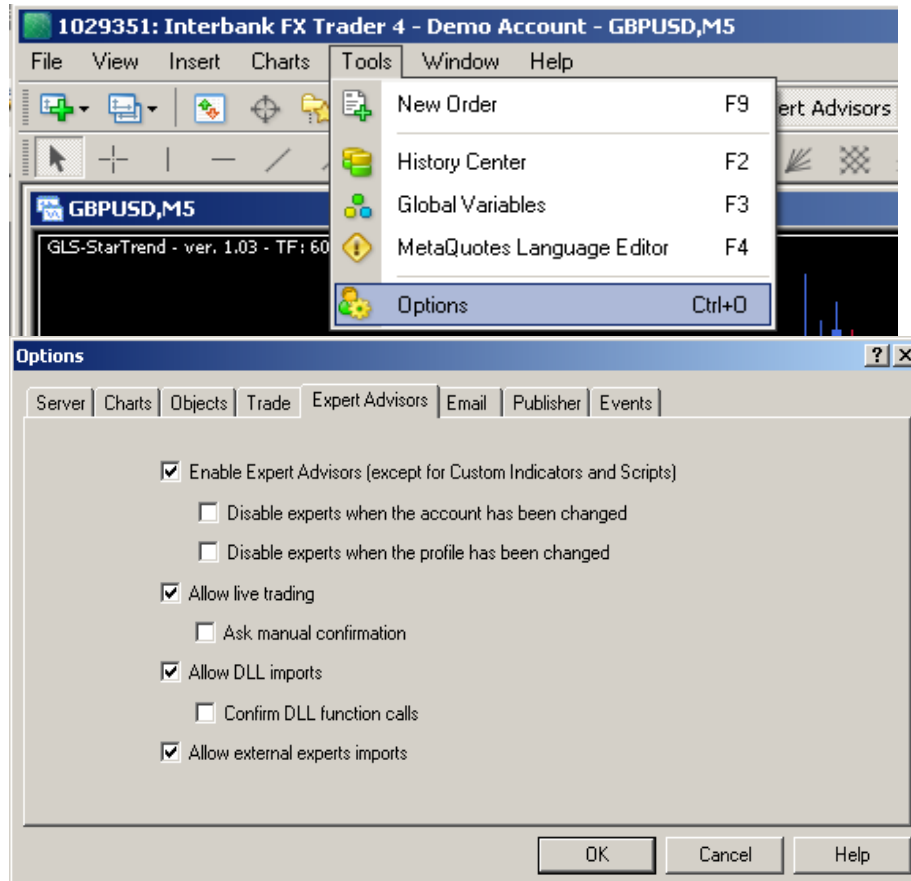 1029351: Interbank FX Trader 4 - Demo Account - GBPUSD,M5
File View Insert Charts Tools Window Help
New Order F9
ert Advisors
History Center F2
Global Variables F3
MetaQuotes Language Editor F4
Options Ctrl+O
GBPUSD,M5
GLS-StarTrend - ver. 1.03 - TF: 60
Options
Server Charts Objects Trade Expert Advisors Email Publisher Events
Enable Expert Advisors (except for Custom Indicators and Scripts)
Disable experts when the account has been changed
Disable experts when the profile has been changed
Allow live trading
Ask manual confirmation
Allow DLL imports
Confirm DLL function calls
Allow external experts imports
OK Cancel Help